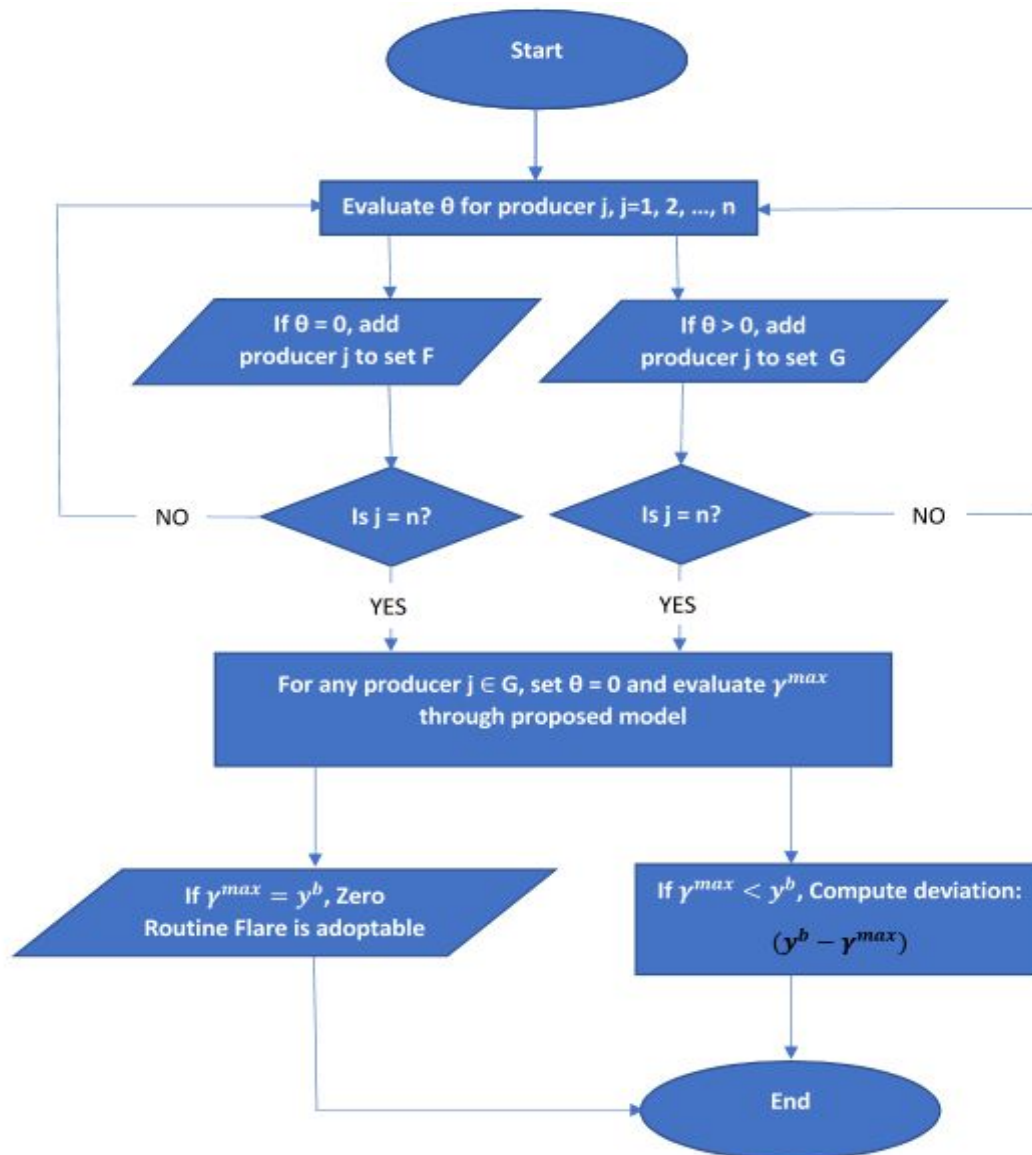 Start
Evaluate θ for producer j, j=1, 2, ..., n
If θ = 0, add
producer j to set F
If θ > 0, add
producer j to set G
NO
Is j = n?
Is j = n?
NO
YES
YES
For any producer j ∈ G, set θ = 0 and evaluate γ^max
through proposed model
If γ^max = y^b, Zero
Routine Flare is adoptable
If γ^max < y^b, Compute deviation:
(y^b − γ^max)
End